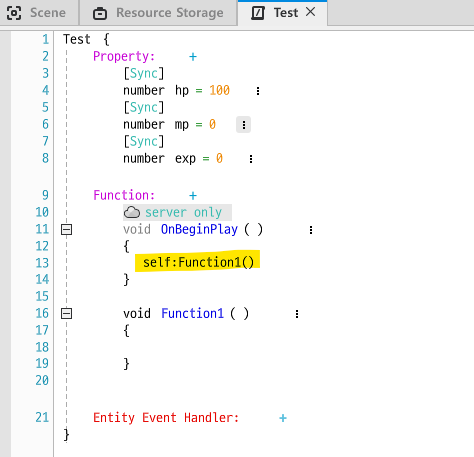 Scene Resource Storage Test
1 Test {
2 Property: +
3 [Sync]
4 number hp = 100
5 [Sync]
6 number mp = 0
7 [Sync]
8 number exp = 0
9 Function: +
10 server only
11 void OnBeginPlay ( )
12 {
13 self:Function1()
14 }
15
16 void Function1 ( )
17 {
18
19 }
20
21 Entity Event Handler: +
}